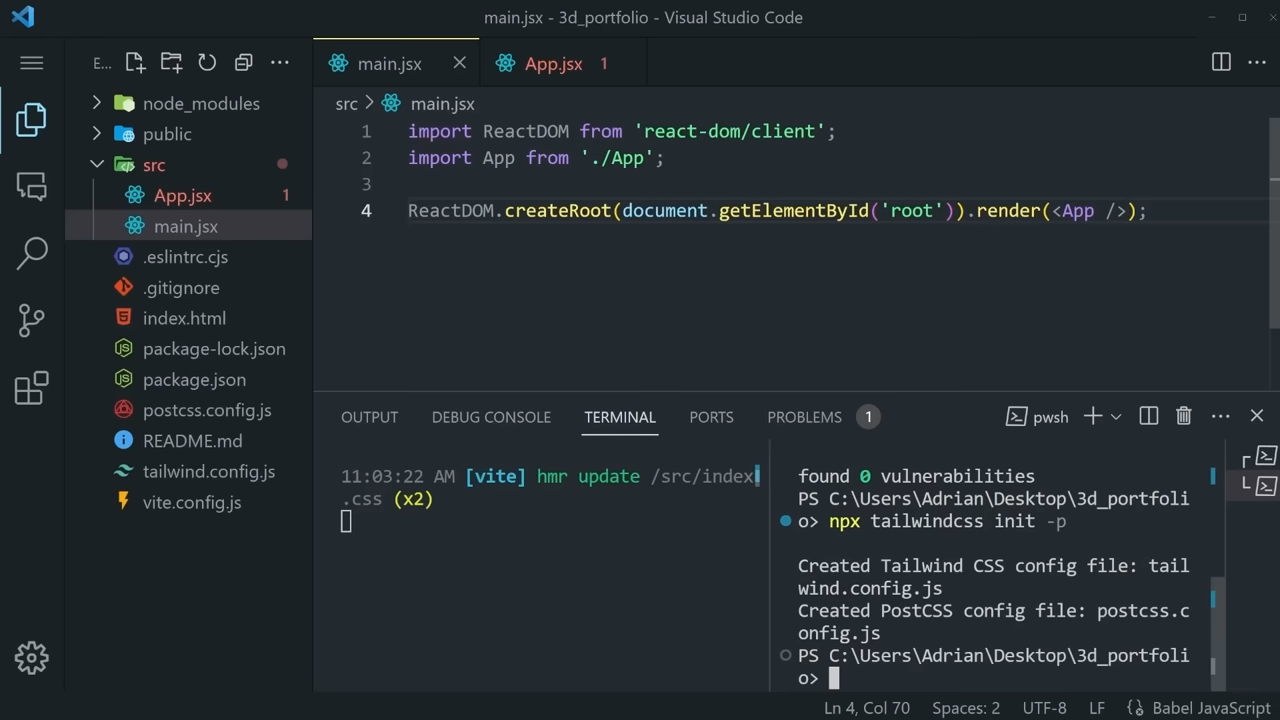 main.jsx - 3d_portfolio - Visual Studio Code
E...
main.jsx
App.jsx 1
node_modules
public
src
App.jsx 1
main.jsx
.eslintrc.cjs
.gitignore
index.html
package-lock.json
package.json
postcss.config.js
README.md
tailwind.config.js
vite.config.js
src > main.jsx
1 import ReactDOM from 'react-dom/client';
2 import App from './App';
3
4 ReactDOM.createRoot(document.getElementById('root')).render(<App />);
OUTPUT DEBUG CONSOLE TERMINAL PORTS PROBLEMS 1
pwsh
11:03:22 AM [vite] hmr update /src/index
.css (x2)
found 0 vulnerabilities
PS C:\Users\Adrian\Desktop\3d_portfoli
o> npx tailwindcss init -p
Created Tailwind CSS config file: tail
wind.config.js
Created PostCSS config file: postcss.c
onfig.js
PS C:\Users\Adrian\Desktop\3d_portfoli
o>
Ln 4, Col 70 Spaces: 2 UTF-8 LF Babel JavaScript